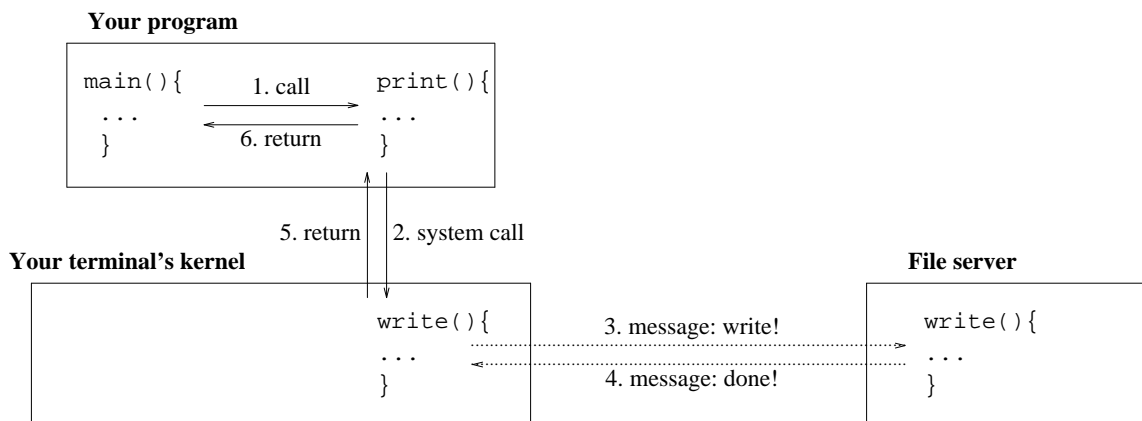 Your program
main(){ 1. call print(){
... ...
} 6. return }
5. return 2. system call
Your terminal's kernel File server
write(){ 3. message: write! write(){
... ...
} 4. message: done! }